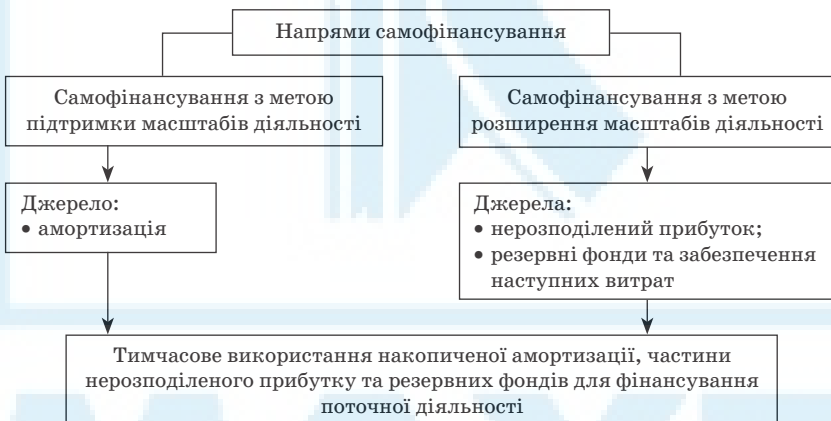 Напрями самофінансування
Самофінансування з метою
підтримки масштабів діяльності
Самофінансування з метою
розширення масштабів діяльності
Джерело:
• амортизація
Джерела:
• нерозподілений прибуток;
• резервні фонди та забезпечення
наступних витрат
Тимчасове використання накопиченої амортизації, частини
нерозподіленого прибутку та резервних фондів для фінансування
поточної діяльності